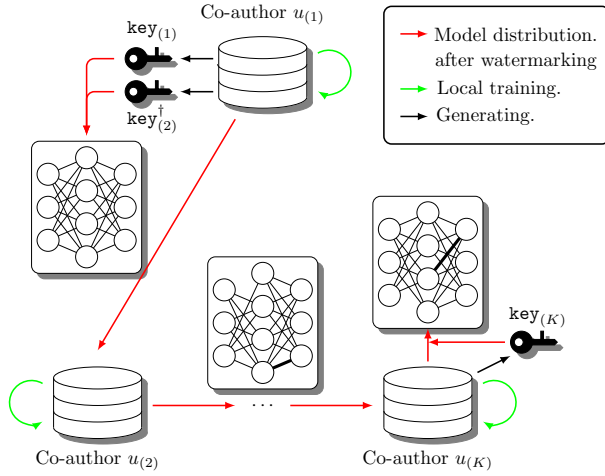 Co-author u(1)
key(1)
key†(2)
Model distribution.
after watermarking
Local training.
Generating.
key(K)
...
Co-author u(2)
Co-author u(K)